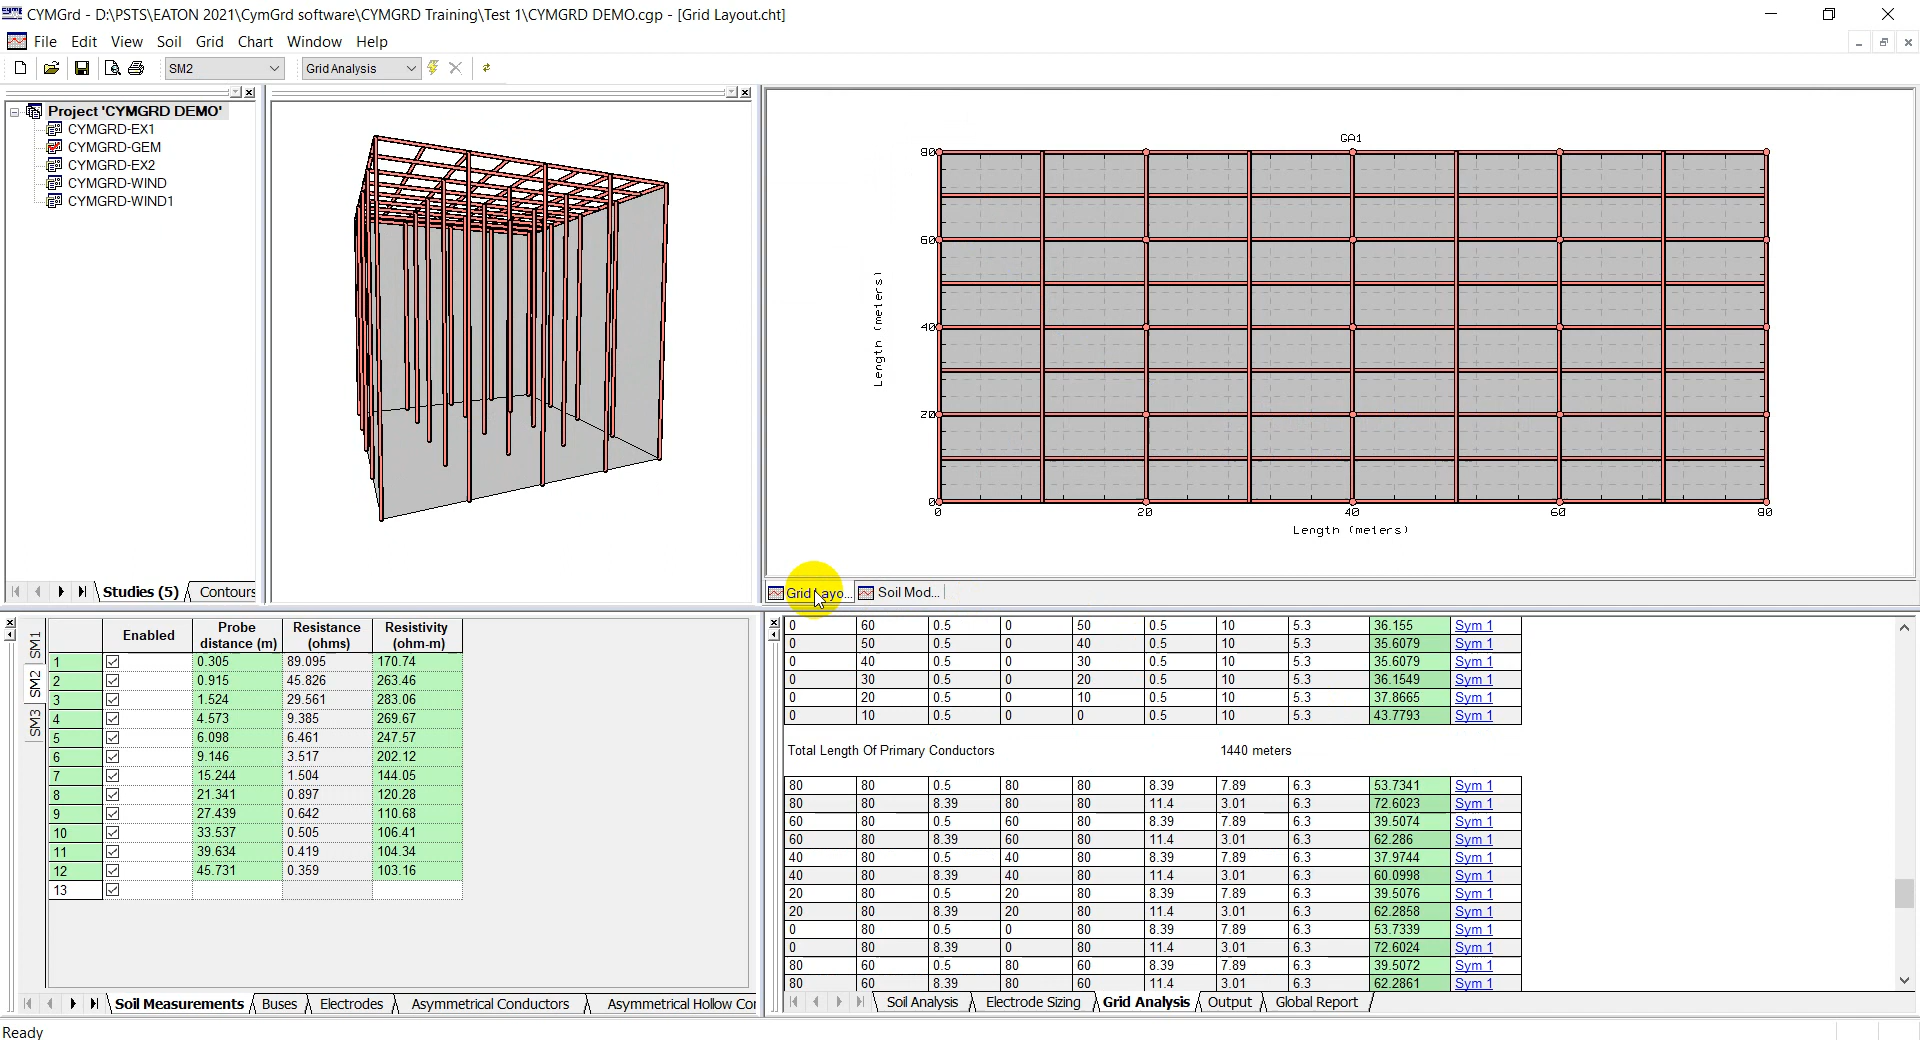 CYMGrd - D:\PSTS\EATON 2021\CymGrd software\CYMGRD Training\Test 1\CYMGRD DEMO.cgp - [Grid Layout.cht]
File Edit View Soil Grid Chart Window Help
SM2 Grid Analysis
Project 'CYMGRD DEMO'
CYMGRD-EX1
CYMGRD-GEM
CYMGRD-EX2
CYMGRD-WIND
CYMGRD-WIND1
Studies (5) Contours
GA1
80
60
40
20
0
Length (meters)
0 20 40 60 80
Length (meters)
Grid Layo... Soil Mod...
SM1
SM2
SM3
Enabled Probe distance (m) Resistance (ohms) Resistivity (ohm-m)
1 0.305 89.095 170.74
2 0.915 45.826 263.46
3 1.524 29.561 283.06
4 4.573 9.385 269.67
5 6.098 6.461 247.57
6 9.146 3.517 202.12
7 15.244 1.504 144.05
8 21.341 0.897 120.28
9 27.439 0.642 110.68
10 33.537 0.505 106.41
11 39.634 0.419 104.34
12 45.731 0.359 103.16
13
Soil Measurements Buses Electrodes Asymmetrical Conductors Asymmetrical Hollow Cor
0 60 0.5 0 50 0.5 10 5.3 36.155 Sym 1
0 50 0.5 0 40 0.5 10 5.3 35.6079 Sym 1
0 40 0.5 0 30 0.5 10 5.3 35.6079 Sym 1
0 30 0.5 0 20 0.5 10 5.3 36.1549 Sym 1
0 20 0.5 0 10 0.5 10 5.3 37.8665 Sym 1
0 10 0.5 0 0 0.5 10 5.3 43.7793 Sym 1
Total Length Of Primary Conductors 1440 meters
80 80 0.5 80 80 8.39 7.89 6.3 53.7341 Sym 1
80 80 8.39 80 80 11.4 3.01 6.3 72.6023 Sym 1
60 80 0.5 60 80 8.39 7.89 6.3 39.5074 Sym 1
60 80 8.39 60 80 11.4 3.01 6.3 62.286 Sym 1
40 80 0.5 40 80 8.39 7.89 6.3 37.9744 Sym 1
40 80 8.39 40 80 11.4 3.01 6.3 60.0998 Sym 1
20 80 0.5 20 80 8.39 7.89 6.3 39.5076 Sym 1
20 80 8.39 20 80 11.4 3.01 6.3 62.2858 Sym 1
0 80 0.5 0 80 8.39 7.89 6.3 53.7339 Sym 1
0 80 8.39 0 80 11.4 3.01 6.3 72.6024 Sym 1
80 60 0.5 80 60 8.39 7.89 6.3 39.5072 Sym 1
80 60 8.39 80 60 11.4 3.01 6.3 62.2861 Sym 1
Soil Analysis Electrode Sizing Grid Analysis Output Global Report
Ready